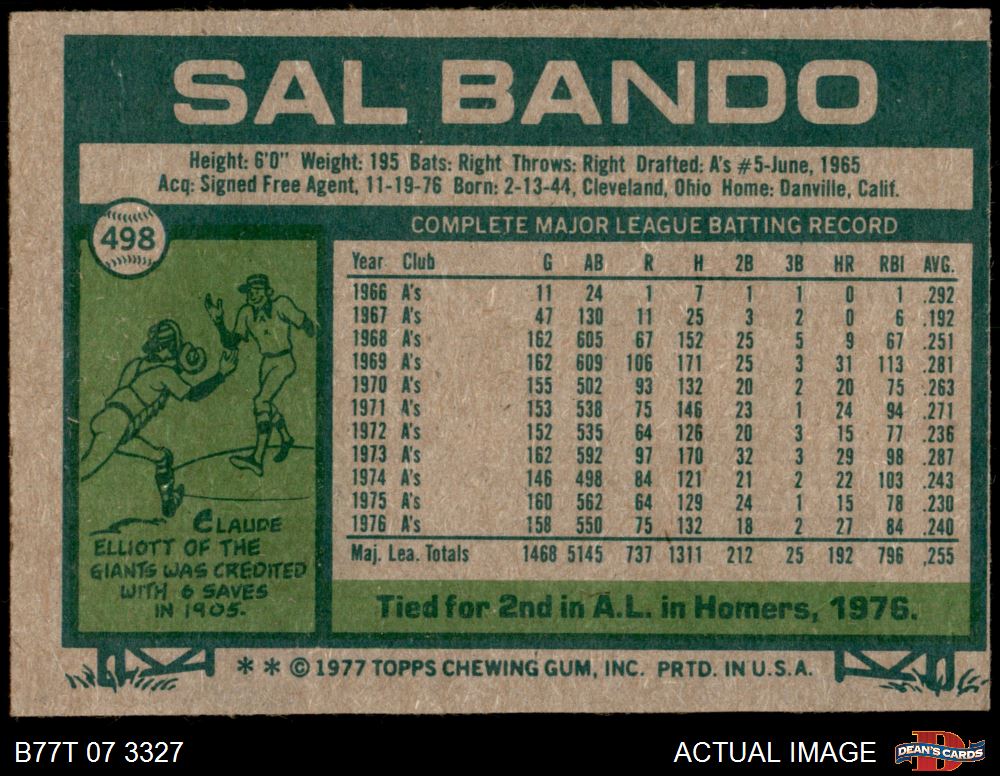 SAL BANDO
Height: 6'0" Weight: 195 Bats: Right Throws: Right Drafted: A's #5-June, 1965
Acq: Signed Free Agent, 11-19-76 Born: 2-13-44, Cleveland, Ohio Home: Danville, Calif.
498
COMPLETE MAJOR LEAGUE BATTING RECORD
Year Club G AB R H 2B 3B HR RBI AVG.
1966 A's 11 24 1 7 1 1 0 1 .292
1967 A's 47 130 11 25 3 2 0 6 .192
1968 A's 162 605 67 152 25 5 9 67 .251
1969 A's 162 609 106 171 25 3 31 113 .281
1970 A's 155 502 93 132 20 2 20 75 .263
1971 A's 153 538 75 146 23 1 24 94 .271
1972 A's 152 535 64 126 20 3 15 77 .236
1973 A's 162 592 97 170 32 3 29 98 .287
1974 A's 146 498 84 121 21 2 22 103 .243
1975 A's 160 562 64 129 24 1 15 78 .230
1976 A's 158 550 75 132 18 2 27 84 .240
Maj. Lea. Totals 1468 5145 737 1311 212 25 192 796 .255
CLAUDE
ELLIOTT OF THE
GIANTS WAS CREDITED
WITH 6 SAVES
IN 1905.
Tied for 2nd in A.L. in Homers, 1976.
** © 1977 TOPPS CHEWING GUM, INC. PRTD. IN U.S.A.
B77T 07 3327
ACTUAL IMAGE
DEAN'S CARDS